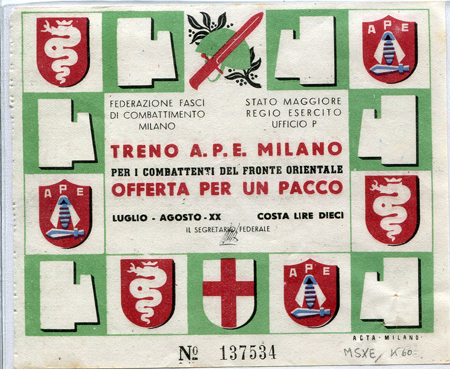 A P E
FEDERAZIONE FASCI
DI COMBATTIMENTO
MILANO
STATO MAGGIORE
REGIO ESERCITO
UFFICIO P
TRENO A.P.E. MILANO
PER I COMBATTENTI DEL FRONTE ORIENTALE
OFFERTA PER UN PACCO
A P E
LUGLIO - AGOSTO - XX
COSTA LIRE DIECI
IL SEGRETARIO FEDERALE
A P E
ACTA - MILANO -
Nº 137534
MSXE/